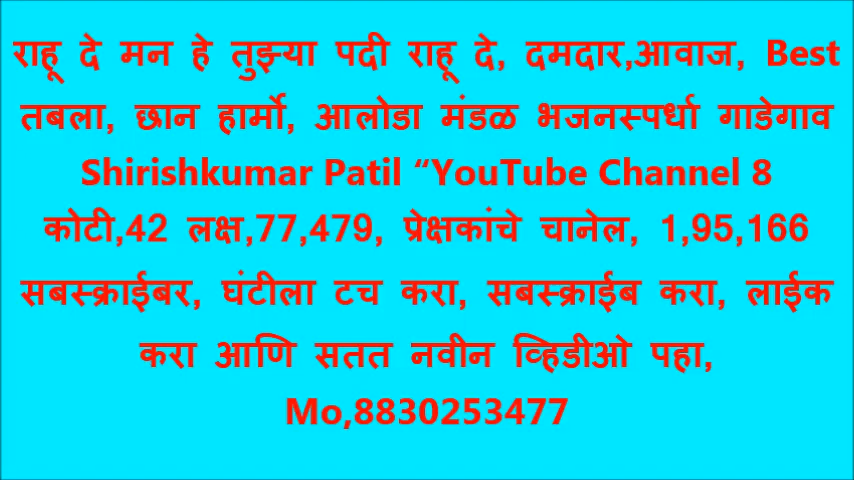 राहू दे मन हे तुझ्या पदी राहू दे, दमदार,आवाज, Best
तबला, छान हार्मो, आलोडा मंडळ भजनस्पर्धा गाडेगाव
Shirishkumar Patil “YouTube Channel 8
कोटी,42 लक्ष,77,479, प्रेक्षकांचे चानेल, 1,95,166
सबस्क्राईबर, घंटीला टच करा, सबस्क्राईब करा, लाईक
करा आणि सतत नवीन व्हिडीओ पहा,
Mo,8830253477